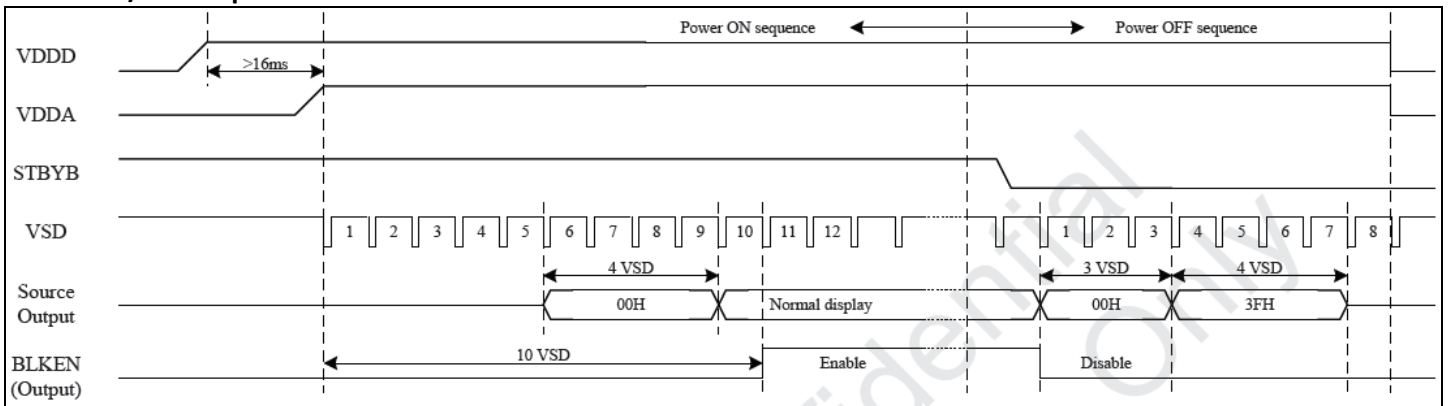 Power ON sequence
Power OFF sequence
VDDD
>16ms
VDDA
STBYB
VSD
1 2 3 4 5 6 7 8 9 10 11 12
1 2 3 4 5 6 7 8
4 VSD
3 VSD
4 VSD
Source
Output
00H
Normal display
00H
3FH
10 VSD
BLKEN
(Output)
Enable
Disable
Only